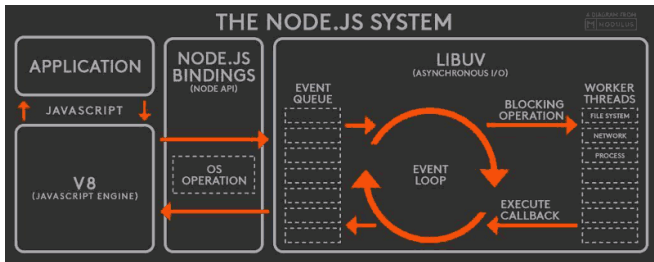 THE NODE.JS SYSTEM
A DIAGRAM FROM
APPLICATION
JAVASCRIPT
V8
(JAVASCRIPT ENGINE)
NODE.JS
BINDINGS
(NODE API)
OS
OPERATION
LIBUV
(ASYNCHRONOUS I/O)
EVENT
QUEUE
EVENT
LOOP
BLOCKING
OPERATION
EXECUTE
CALLBACK
WORKER
THREADS
FILE SYSTEM
NETWORK
PROCESS